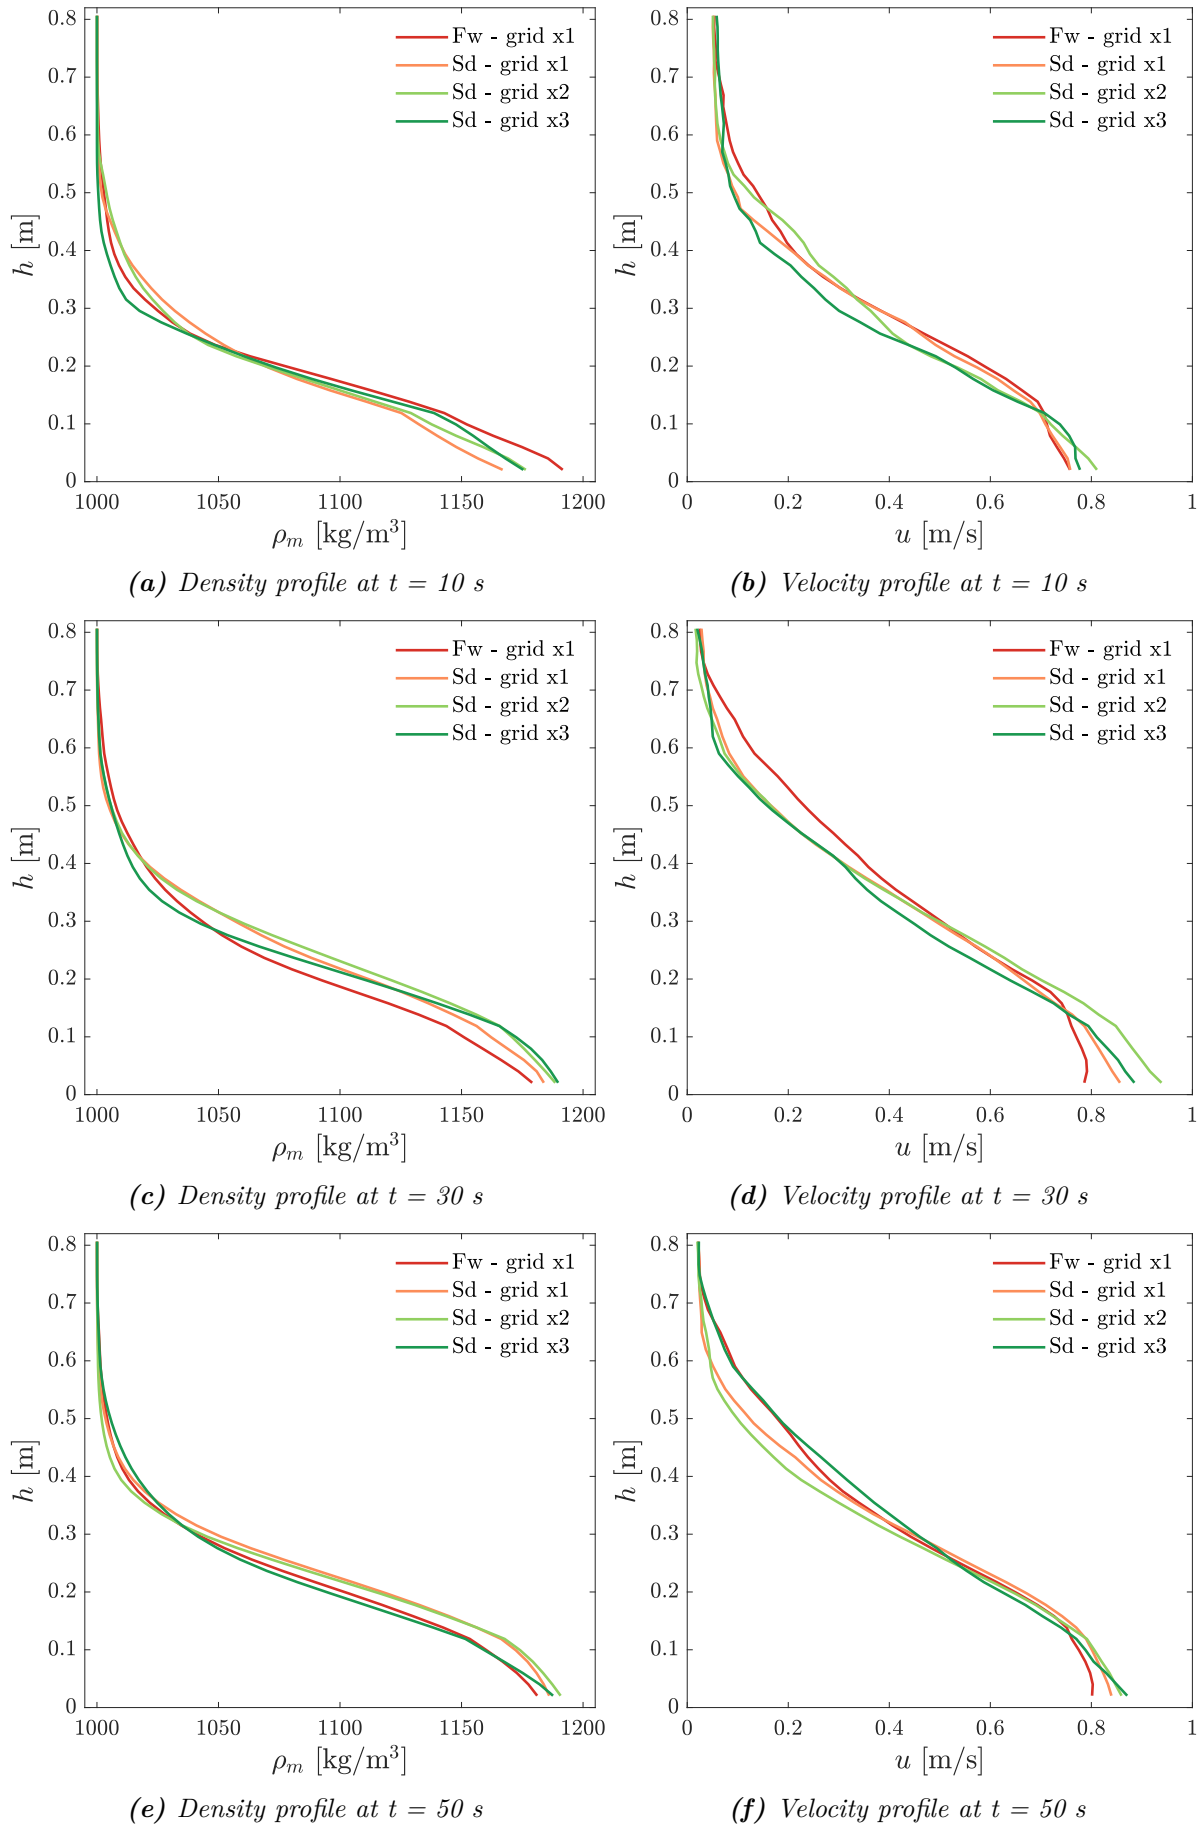 0.8
0.7
0.6
0.5
0.4
0.3
0.2
0.1
0
h [m]
Fw - grid x1
Sd - grid x1
Sd - grid x2
Sd - grid x3
1000 1050 1100 1150 1200
ρm [kg/m³]
(a) Density profile at t = 10 s
0.8
0.7
0.6
0.5
0.4
0.3
0.2
0.1
0
h [m]
Fw - grid x1
Sd - grid x1
Sd - grid x2
Sd - grid x3
0 0.2 0.4 0.6 0.8 1
u [m/s]
(b) Velocity profile at t = 10 s
0.8
0.7
0.6
0.5
0.4
0.3
0.2
0.1
0
h [m]
Fw - grid x1
Sd - grid x1
Sd - grid x2
Sd - grid x3
1000 1050 1100 1150 1200
ρm [kg/m³]
(c) Density profile at t = 30 s
0.8
0.7
0.6
0.5
0.4
0.3
0.2
0.1
0
h [m]
Fw - grid x1
Sd - grid x1
Sd - grid x2
Sd - grid x3
0 0.2 0.4 0.6 0.8 1
u [m/s]
(d) Velocity profile at t = 30 s
0.8
0.7
0.6
0.5
0.4
0.3
0.2
0.1
0
h [m]
Fw - grid x1
Sd - grid x1
Sd - grid x2
Sd - grid x3
1000 1050 1100 1150 1200
ρm [kg/m³]
(e) Density profile at t = 50 s
0.8
0.7
0.6
0.5
0.4
0.3
0.2
0.1
0
h [m]
Fw - grid x1
Sd - grid x1
Sd - grid x2
Sd - grid x3
0 0.2 0.4 0.6 0.8 1
u [m/s]
(f) Velocity profile at t = 50 s